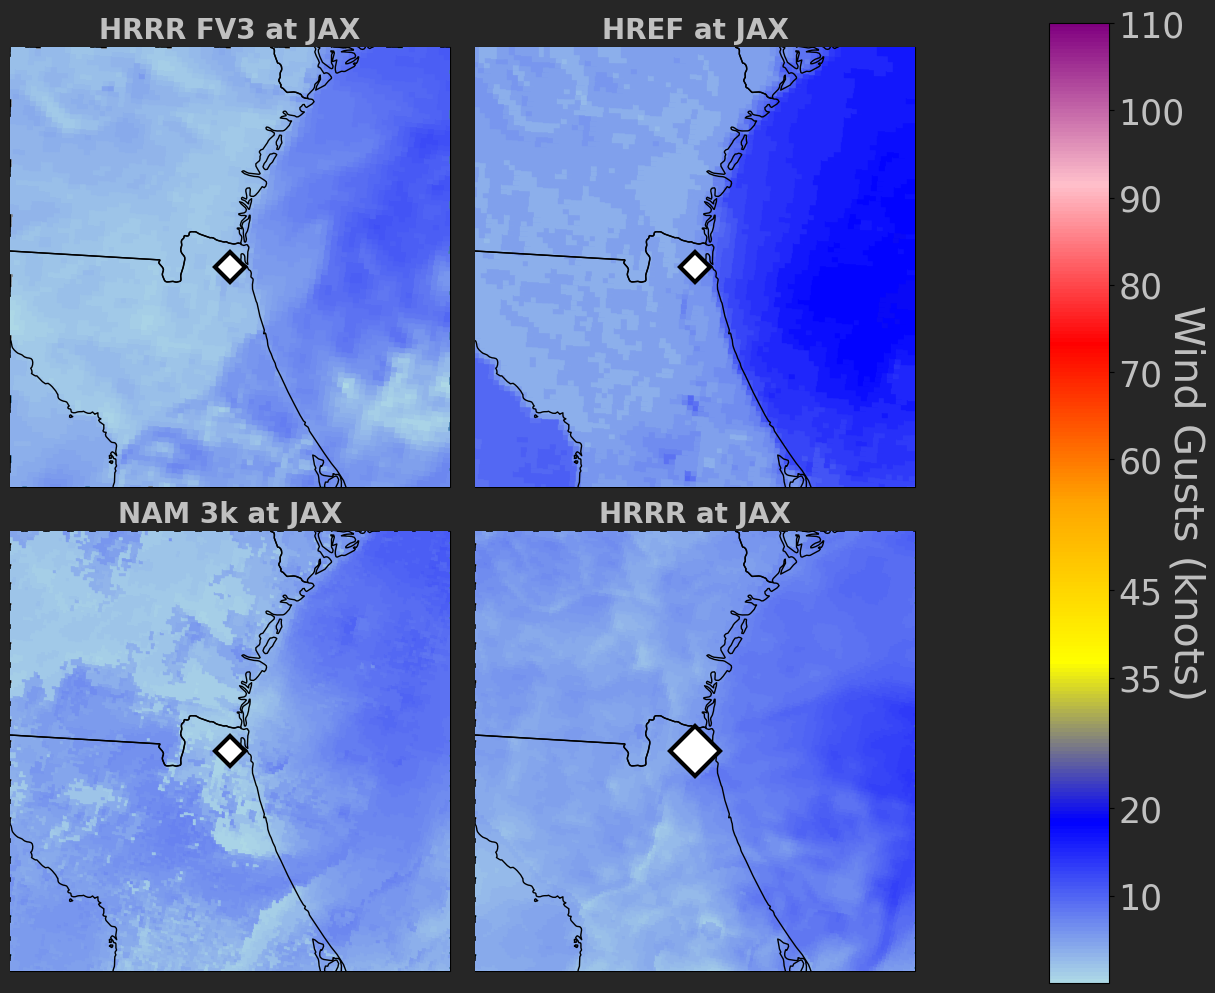 HRRR FV3 at JAX
HREF at JAX
NAM 3k at JAX
HRRR at JAX
110
100
90
80
70
60
45
35
20
10
Wind Gusts (knots)